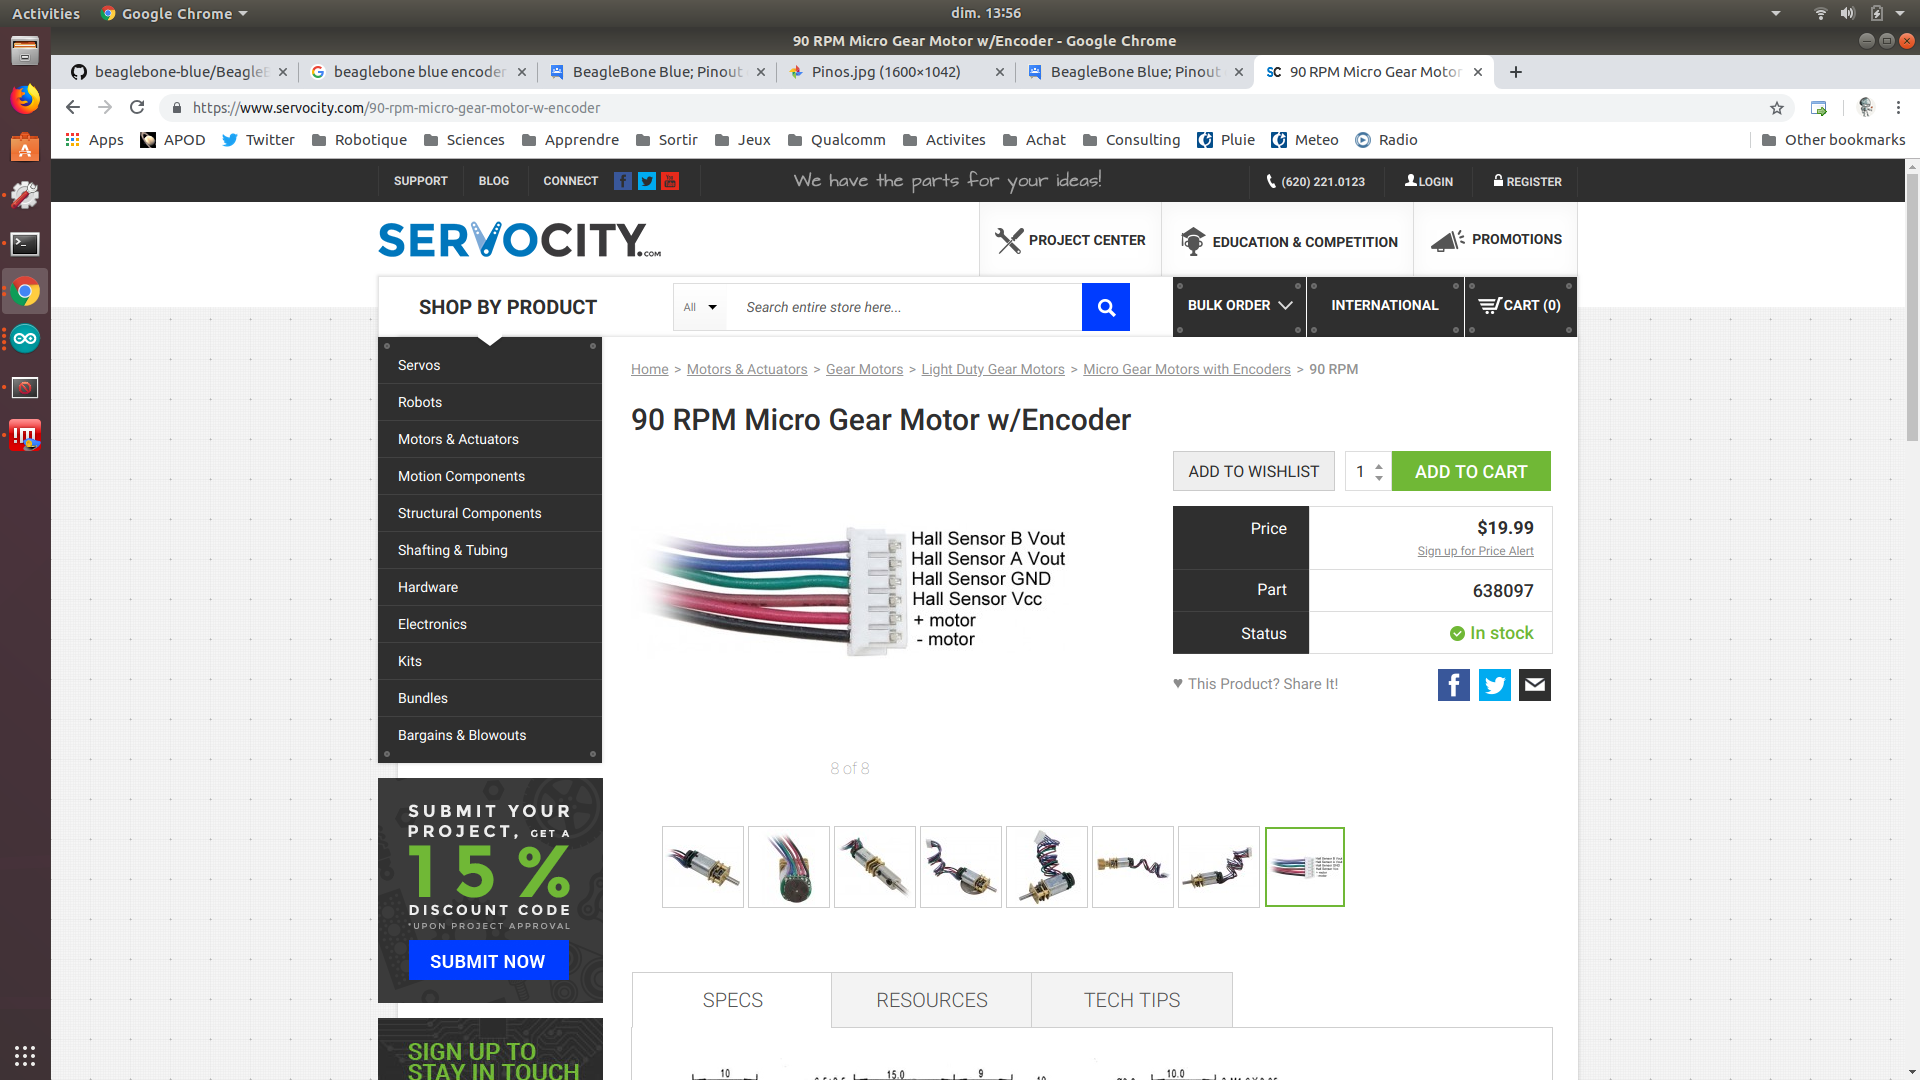 Activities Google Chrome dim. 13:56
90 RPM Micro Gear Motor w/Encoder - Google Chrome
beaglebone-blue/BeagleB beaglebone blue encoder BeagleBone Blue; Pinout Pinos.jpg (1600×1042) BeagleBone Blue; Pinout SC 90 RPM Micro Gear Motor
https://www.servocity.com/90-rpm-micro-gear-motor-w-encoder
Apps APOD Twitter Robotique Sciences Apprendre Sortir Jeux Qualcomm Activites Achat Consulting Pluie Meteo Radio Other bookmarks
SUPPORT BLOG CONNECT We have the parts for your ideas! (620) 221.0123 LOGIN REGISTER
SERVOCITY.COM
PROJECT CENTER EDUCATION & COMPETITION PROMOTIONS
SHOP BY PRODUCT All Search entire store here... BULK ORDER INTERNATIONAL CART (0)
Servos
Robots
Motors & Actuators
Motion Components
Structural Components
Shafting & Tubing
Hardware
Electronics
Kits
Bundles
Bargains & Blowouts
SUBMIT YOUR
PROJECT, GET A
15%
DISCOUNT CODE
*UPON PROJECT APPROVAL
SUBMIT NOW
SIGN UP TO
STAY IN TOUCH
Home > Motors & Actuators > Gear Motors > Light Duty Gear Motors > Micro Gear Motors with Encoders > 90 RPM
90 RPM Micro Gear Motor w/Encoder
Hall Sensor B Vout
Hall Sensor A Vout
Hall Sensor GND
Hall Sensor Vcc
+ motor
- motor
8 of 8
ADD TO WISHLIST 1 ADD TO CART
Price $19.99
Sign up for Price Alert
Part 638097
Status In stock
♥ This Product? Share It!
SPECS RESOURCES TECH TIPS
10 15.0 9 10.0